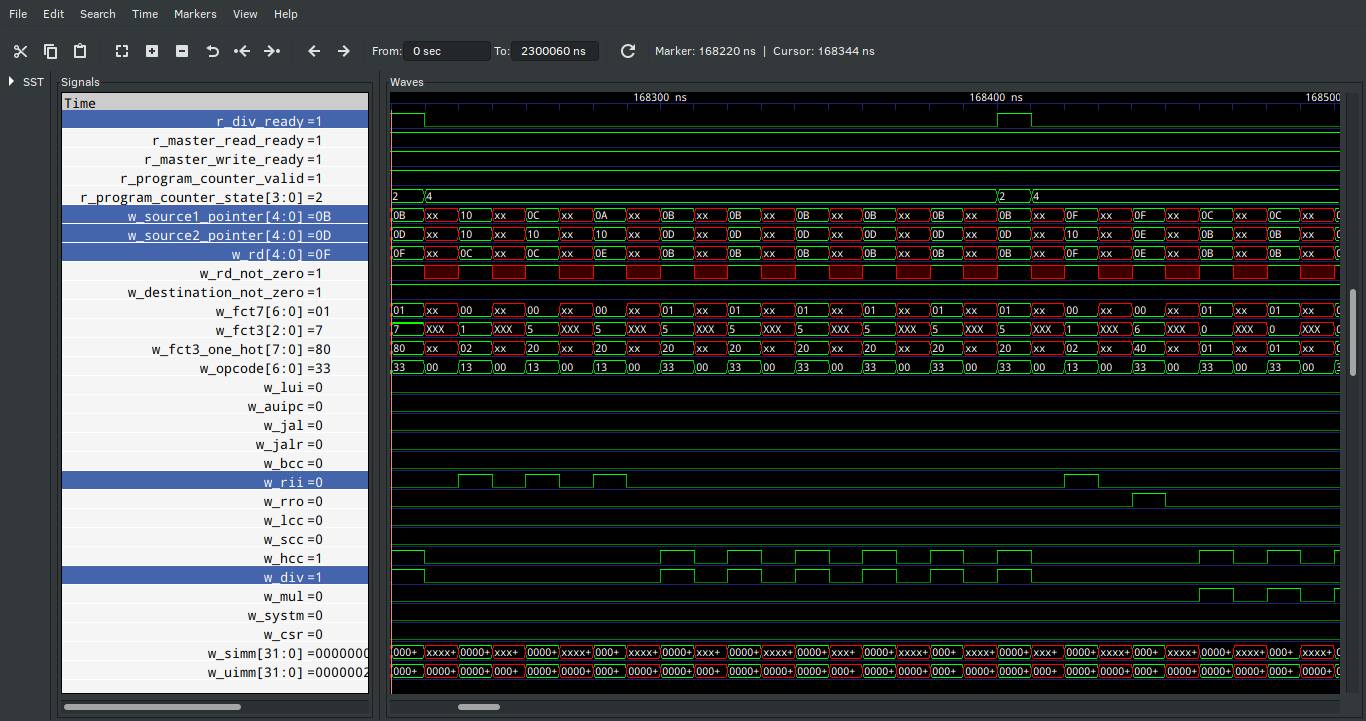 File Edit Search Time Markers View Help
From: 0 sec To: 2300060 ns Marker: 168220 ns | Cursor: 168344 ns
SST Signals Waves
Time 168300 ns 168400 ns 168500
r_div_ready =1
r_master_read_ready =1
r_master_write_ready =1
r_program_counter_valid =1
r_program_counter_state[3:0] =2 2 4 2 4
w_source1_pointer[4:0] =0B 0B xx 10 xx 0C xx 0A xx 0B xx 0B xx 0B xx 0B xx 0B xx 0B xx 0F xx 0F xx 0C xx 0C xx
w_source2_pointer[4:0] =0D 0D xx 10 xx 10 xx 10 xx 0D xx 0D xx 0D xx 0D xx 0D xx 0D xx 10 xx 0E xx 0B xx 0B xx
w_rd[4:0] =0F 0F xx 0C xx 0C xx 0E xx 0B xx 0B xx 0B xx 0B xx 0B xx 0B xx 0F xx 0E xx 0B xx 0B xx
w_rd_not_zero =1
w_destination_not_zero =1
w_fct7[6:0] =01 01 xx 00 xx 00 xx 00 xx 01 xx 01 xx 01 xx 01 xx 01 xx 01 xx 00 xx 00 xx 01 xx 01 xx
w_fct3[2:0] =7 7 XXX 1 XXX 5 XXX 5 XXX 5 XXX 5 XXX 5 XXX 5 XXX 5 XXX 5 XXX 1 XXX 6 XXX 0 XXX 0 XXX
w_fct3_one_hot[7:0] =80 80 xx 02 xx 20 xx 20 xx 20 xx 20 xx 20 xx 20 xx 20 xx 20 xx 02 xx 40 xx 01 xx 01 xx
w_opcode[6:0] =33 33 00 13 00 13 00 13 00 33 00 33 00 33 00 33 00 33 00 33 00 13 00 33 00 33 00 33 00
w_lui =0
w_auipc =0
w_jal =0
w_jalr =0
w_bcc =0
w_rii =0
w_rro =0
w_lcc =0
w_scc =0
w_hcc =1
w_div =1
w_mul =0
w_systm =0
w_csr =0
w_simm[31:0] =0000000 000+ xxxx+ 0000+ xxx+ 0000+ xxxx+ 000+ xxxx+ 0000+ xxx+ 0000+ xxxx+ 000+ xxxx+ 0000+ xxxx+ 000+ xxxx+ 0000+ xxx+ 0000+ xxxx+ 000+ xxxx+ 0000+ xxxx+ 000+ xxxx+
w_uimm[31:0] =0000002 000+ 0000+ 0000+ 000+ 0000+ 0000+ 000+ 0000+ 0000+ 000+ 0000+ 0000+ 000+ 0000+ 0000+ 0000+ 000+ 0000+ 0000+ 000+ 0000+ 0000+ 000+ 0000+ 0000+ 0000+ 000+ 0000+